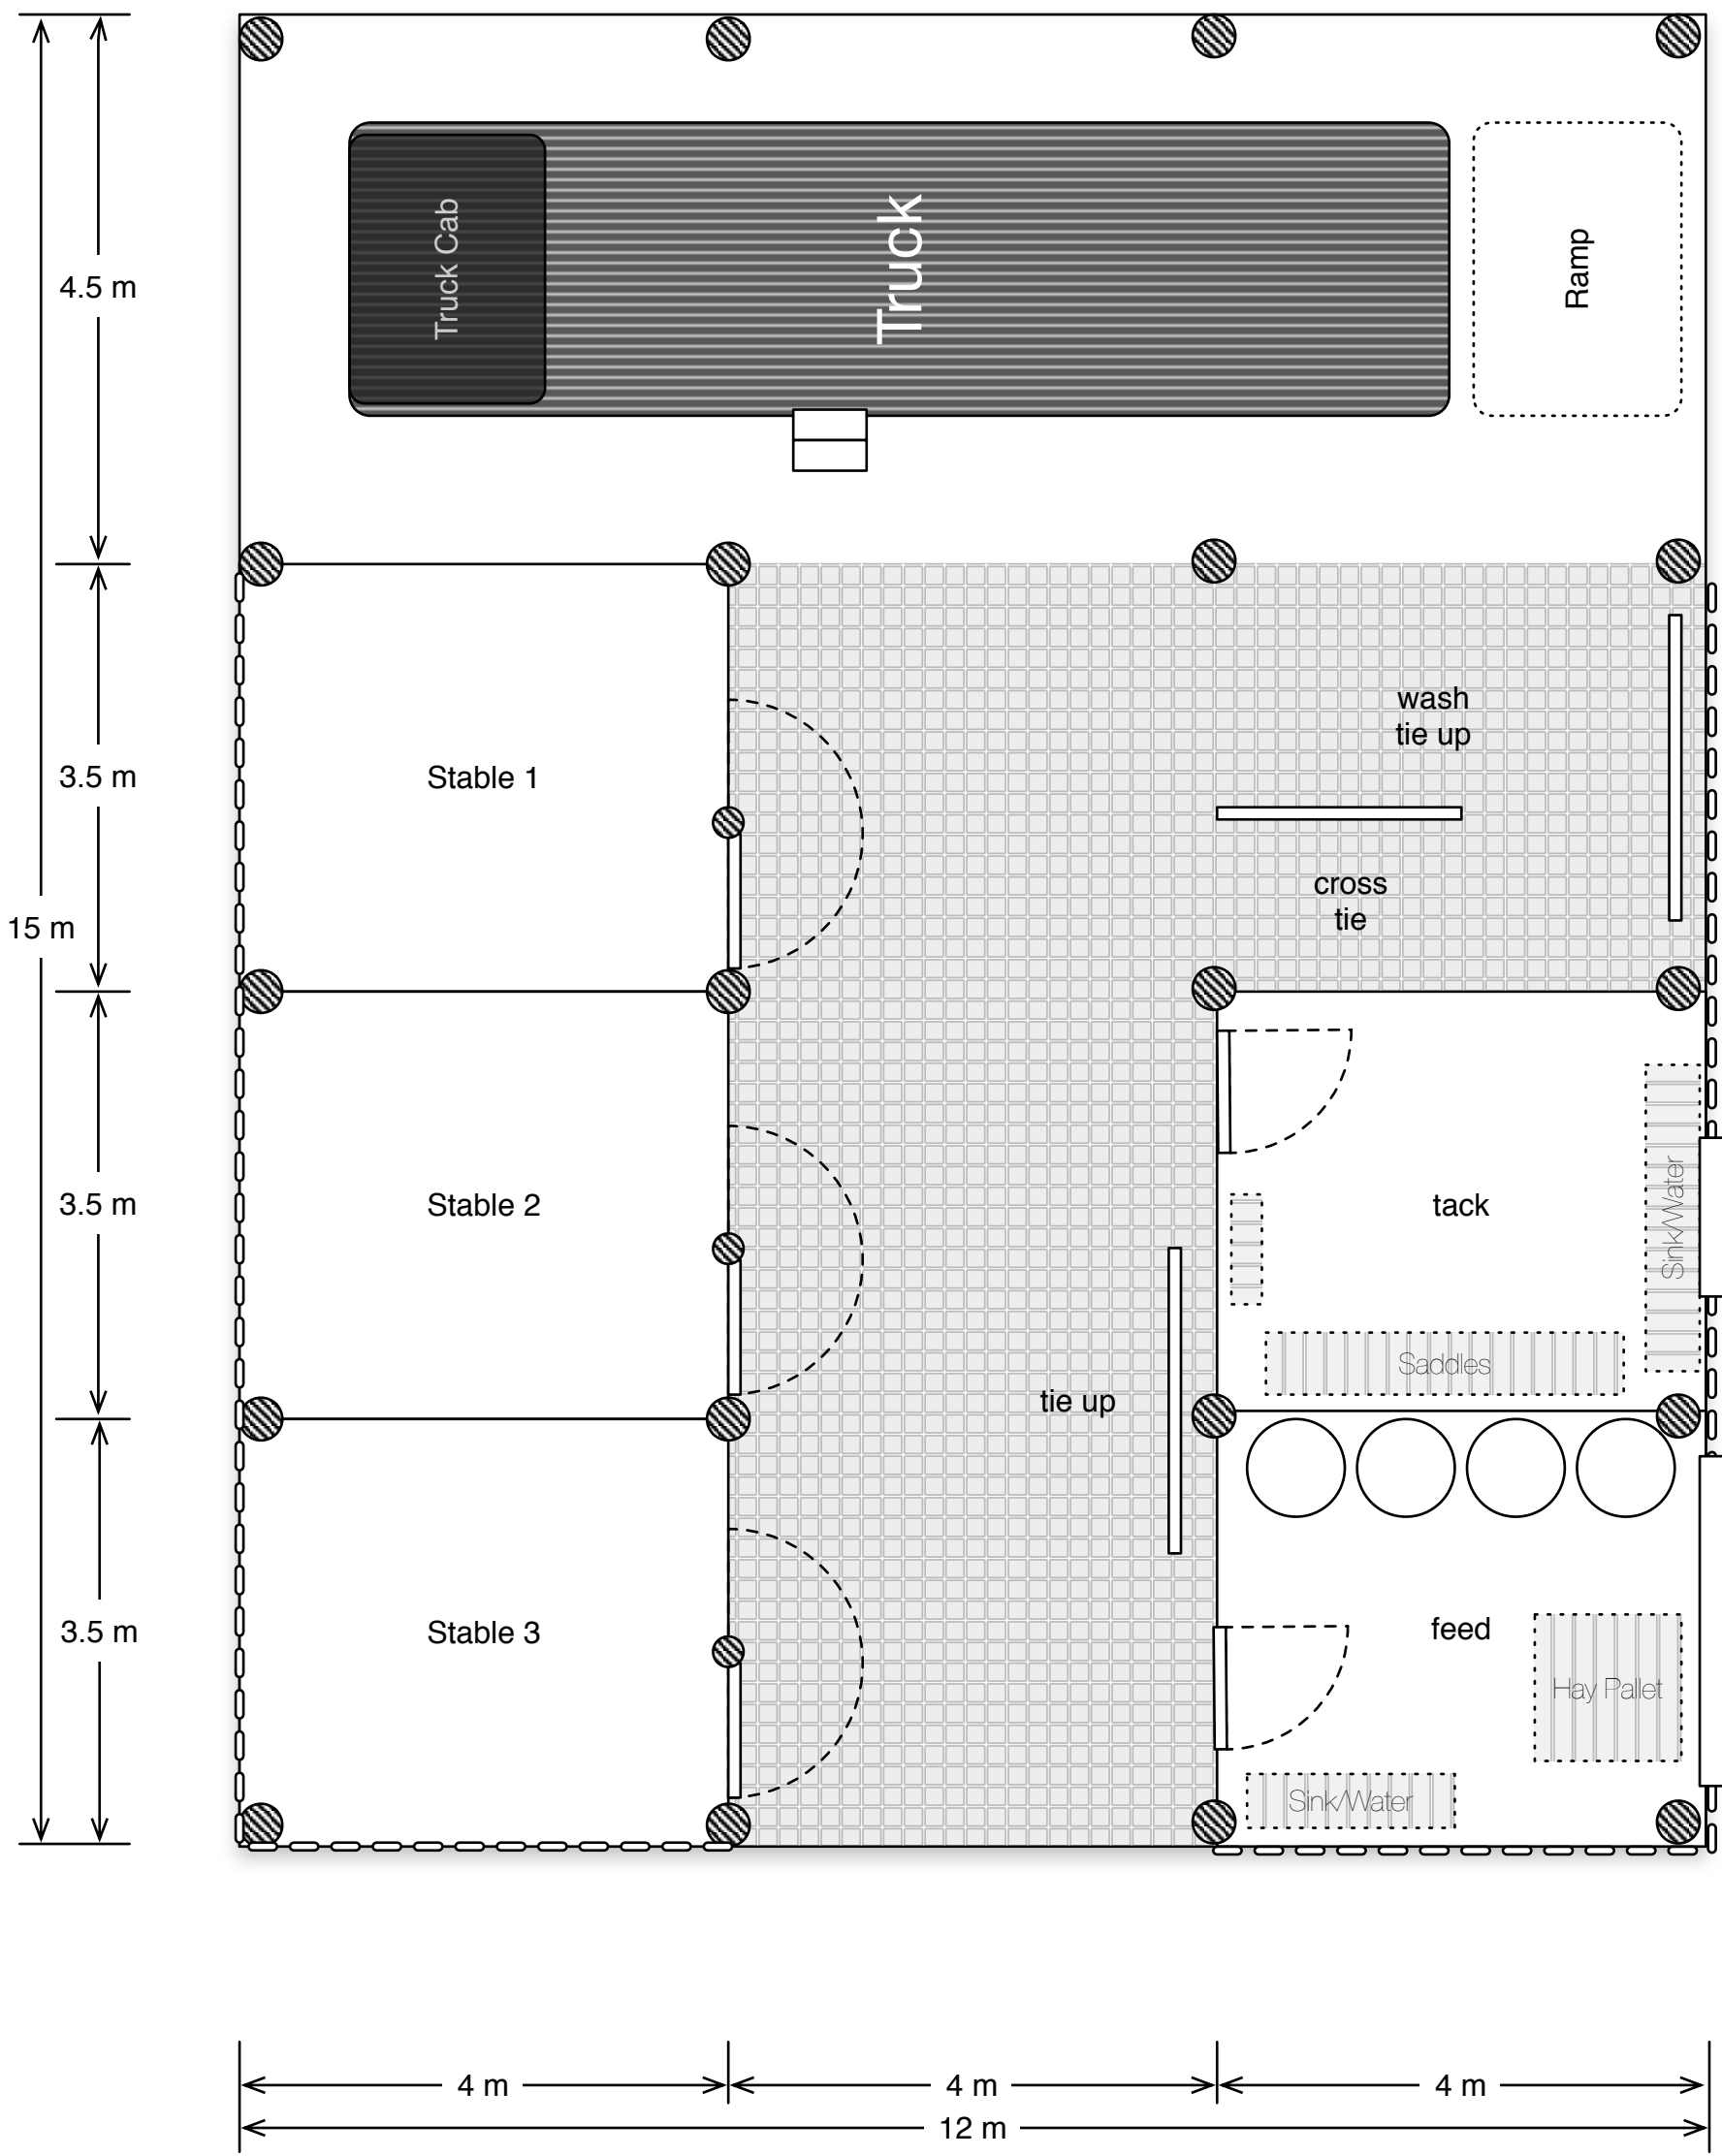 Truck Cab
Truck
Ramp
4.5 m
3.5 m
15 m
3.5 m
3.5 m
Stable 1
wash
tie up
cross
tie
Stable 2
tack
Sink/Water
Saddles
tie up
Stable 3
feed
Hay Pallet
Sink/Water
4 m
4 m
4 m
12 m